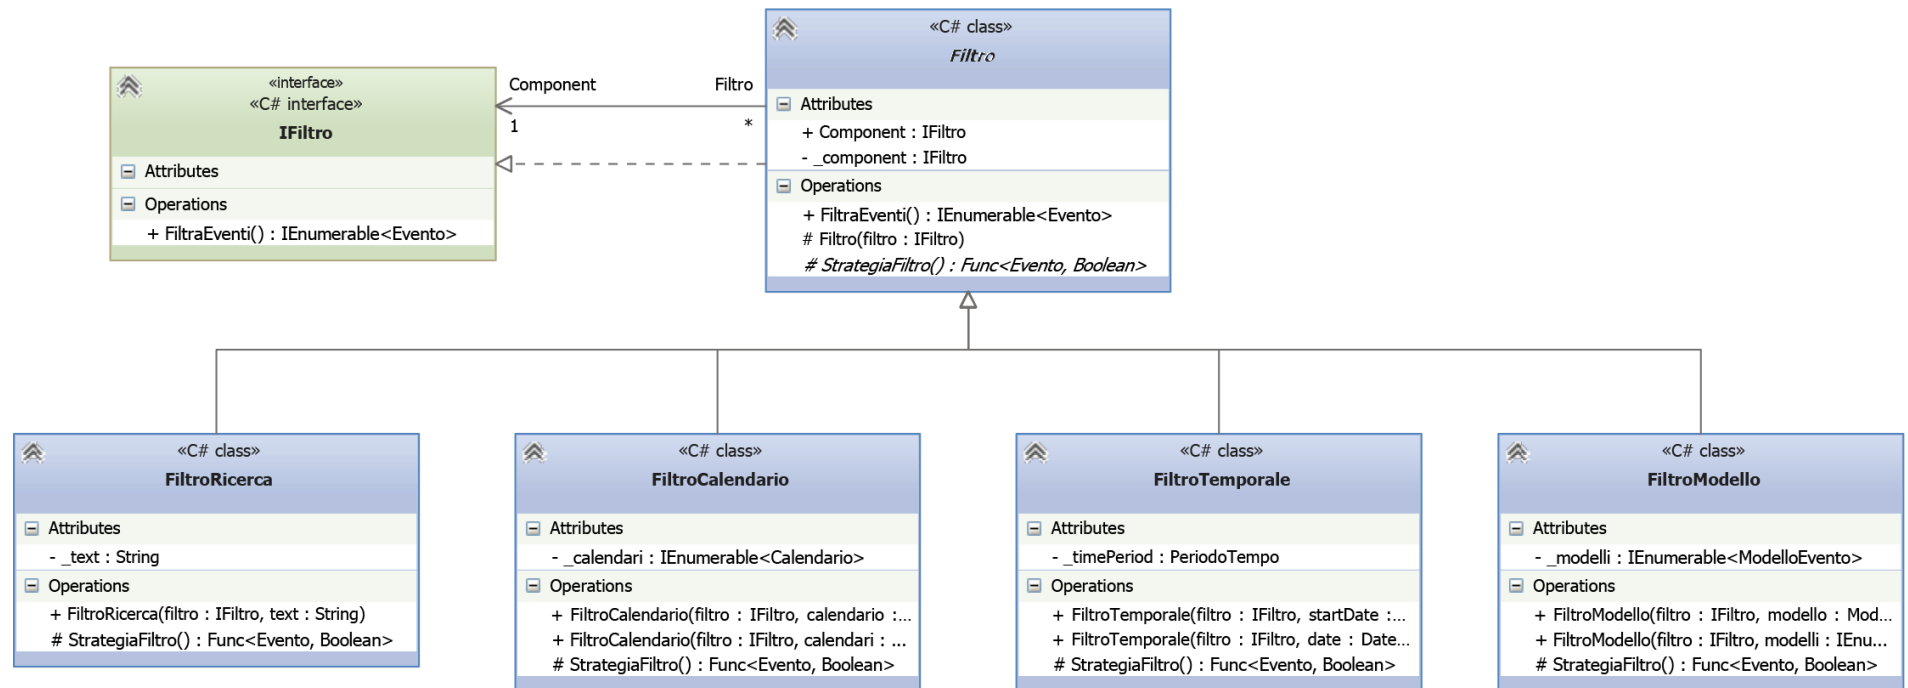 «interface»
«C# interface»
IFiltro
Attributes
Operations
+ FiltraEventi() : IEnumerable<Evento>
Component
Filtro
1
*
«C# class»
Filtro
Attributes
+ Component : IFiltro
- _component : IFiltro
Operations
+ FiltraEventi() : IEnumerable<Evento>
# Filtro(filtro : IFiltro)
# StrategiaFiltro() : Func<Evento, Boolean>
«C# class»
FiltroRicerca
Attributes
- _text : String
Operations
+ FiltroRicerca(filtro : IFiltro, text : String)
# StrategiaFiltro() : Func<Evento, Boolean>
«C# class»
FiltroCalendario
Attributes
- _calendari : IEnumerable<Calendario>
Operations
+ FiltroCalendario(filtro : IFiltro, calendario :...
+ FiltroCalendario(filtro : IFiltro, calendari : ...
# StrategiaFiltro() : Func<Evento, Boolean>
«C# class»
FiltroTemporale
Attributes
- _timePeriod : PeriodoTempo
Operations
+ FiltroTemporale(filtro : IFiltro, startDate :...
+ FiltroTemporale(filtro : IFiltro, date : Date...
# StrategiaFiltro() : Func<Evento, Boolean>
«C# class»
FiltroModello
Attributes
- _modelli : IEnumerable<ModelloEvento>
Operations
+ FiltroModello(filtro : IFiltro, modello : Mod...
+ FiltroModello(filtro : IFiltro, modelli : IEnu...
# StrategiaFiltro() : Func<Evento, Boolean>